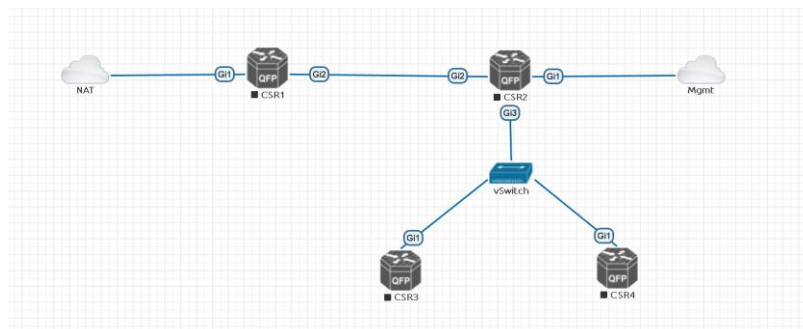 Gi1
QFP
Gi2
Gi2
QFP
Gi1
NAT
CSR1
CSR2
Mgmt
Gi3
vSwitch
Gi1
Gi1
QFP
QFP
CSR3
CSR4